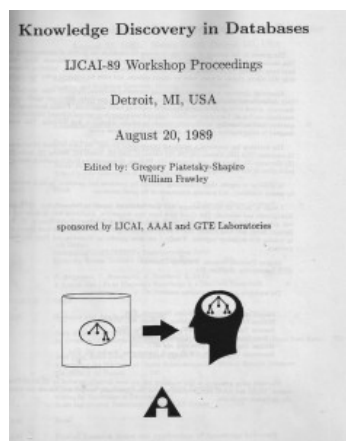 Knowledge Discovery in Databases
IJCAI-89 Workshop Proceedings
Detroit, MI, USA
August 20, 1989
Edited by: Gregory Piatetsky-Shapiro
William Frawley
sponsored by IJCAI, AAAI and GTE Laboratories